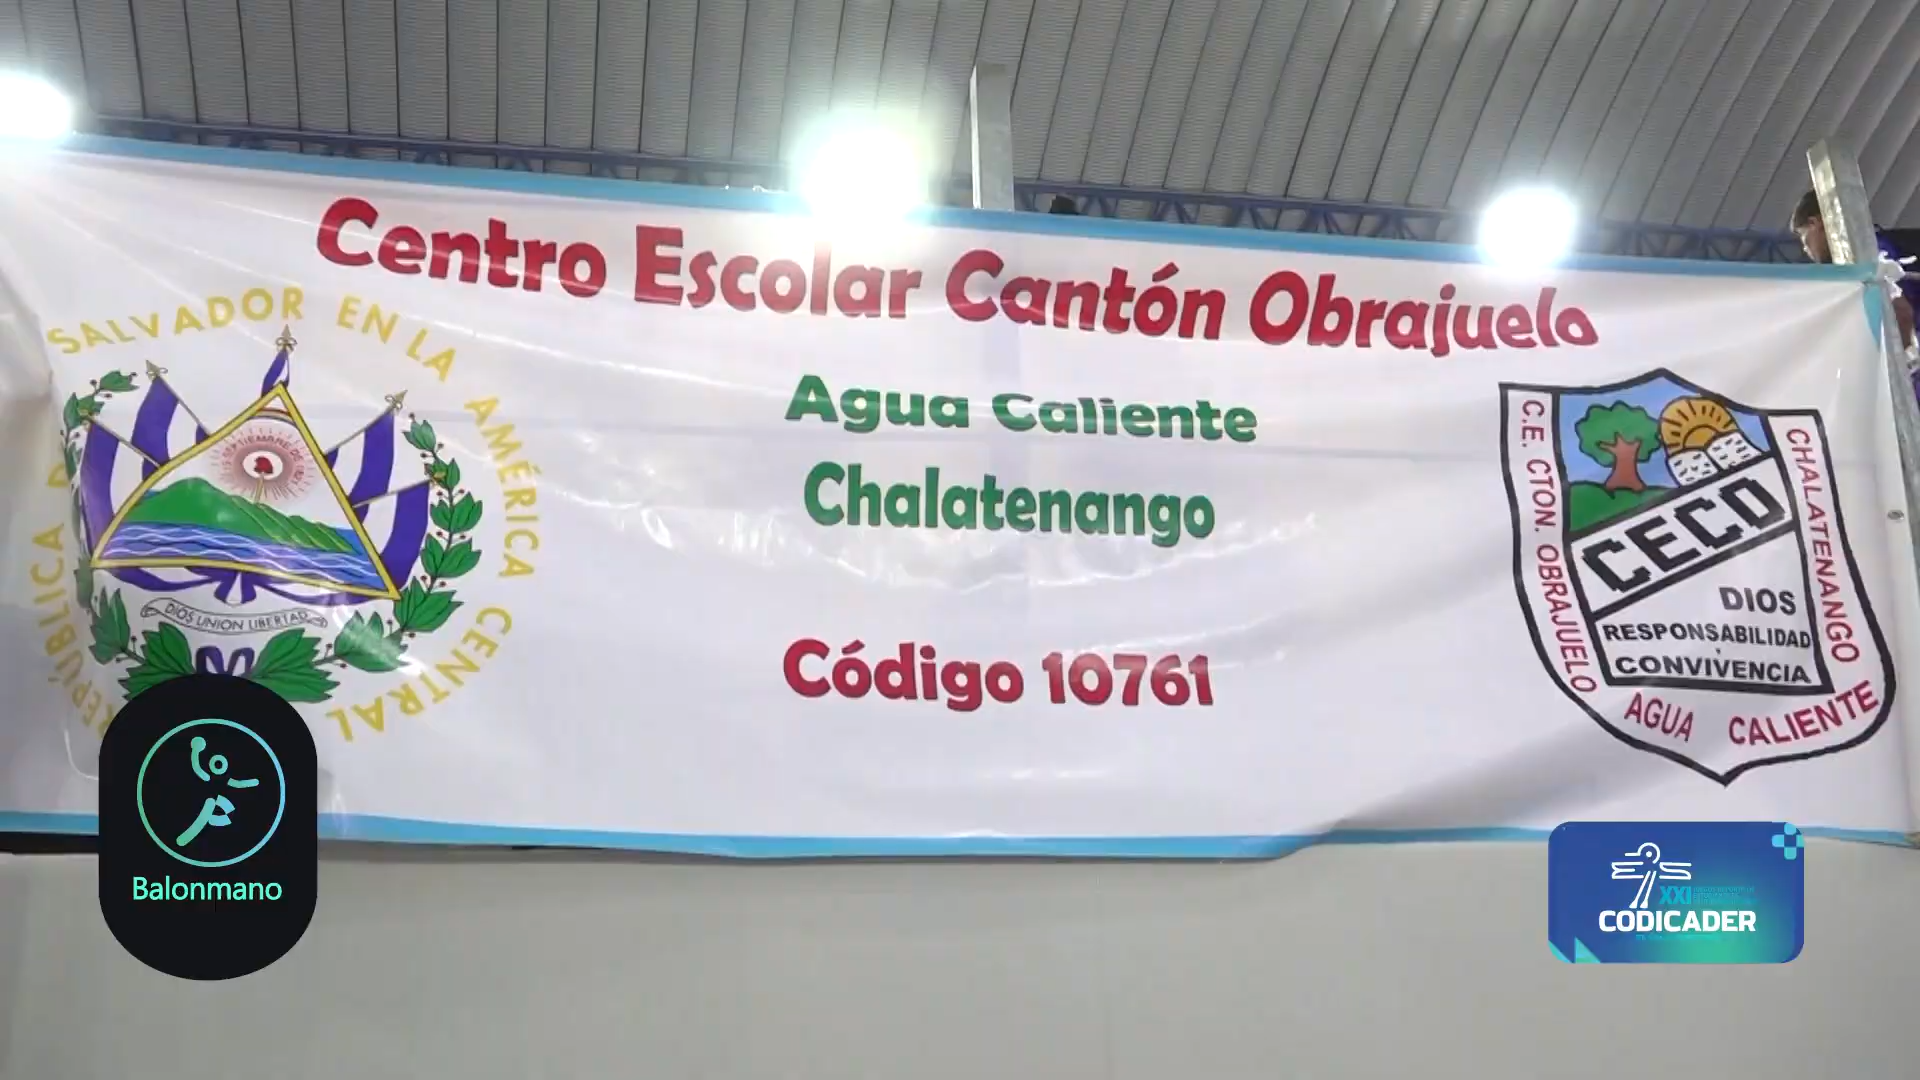 Centro Escolar Cantón Obrajuelo
Agua Caliente
Chalatenango
Código 10761
REPÚBLICA D
SALVADOR EN LA AMÉRICA CENTRAL
DIOS UNION LIBERTAD
C.E. CTON. OBRAJUELO
CHALATENANGO
AGUA CALIENTE
CECO
DIOS
RESPONSABILIDAD
Y
CONVIVENCIA
Balonmano
XXI
CODICADER